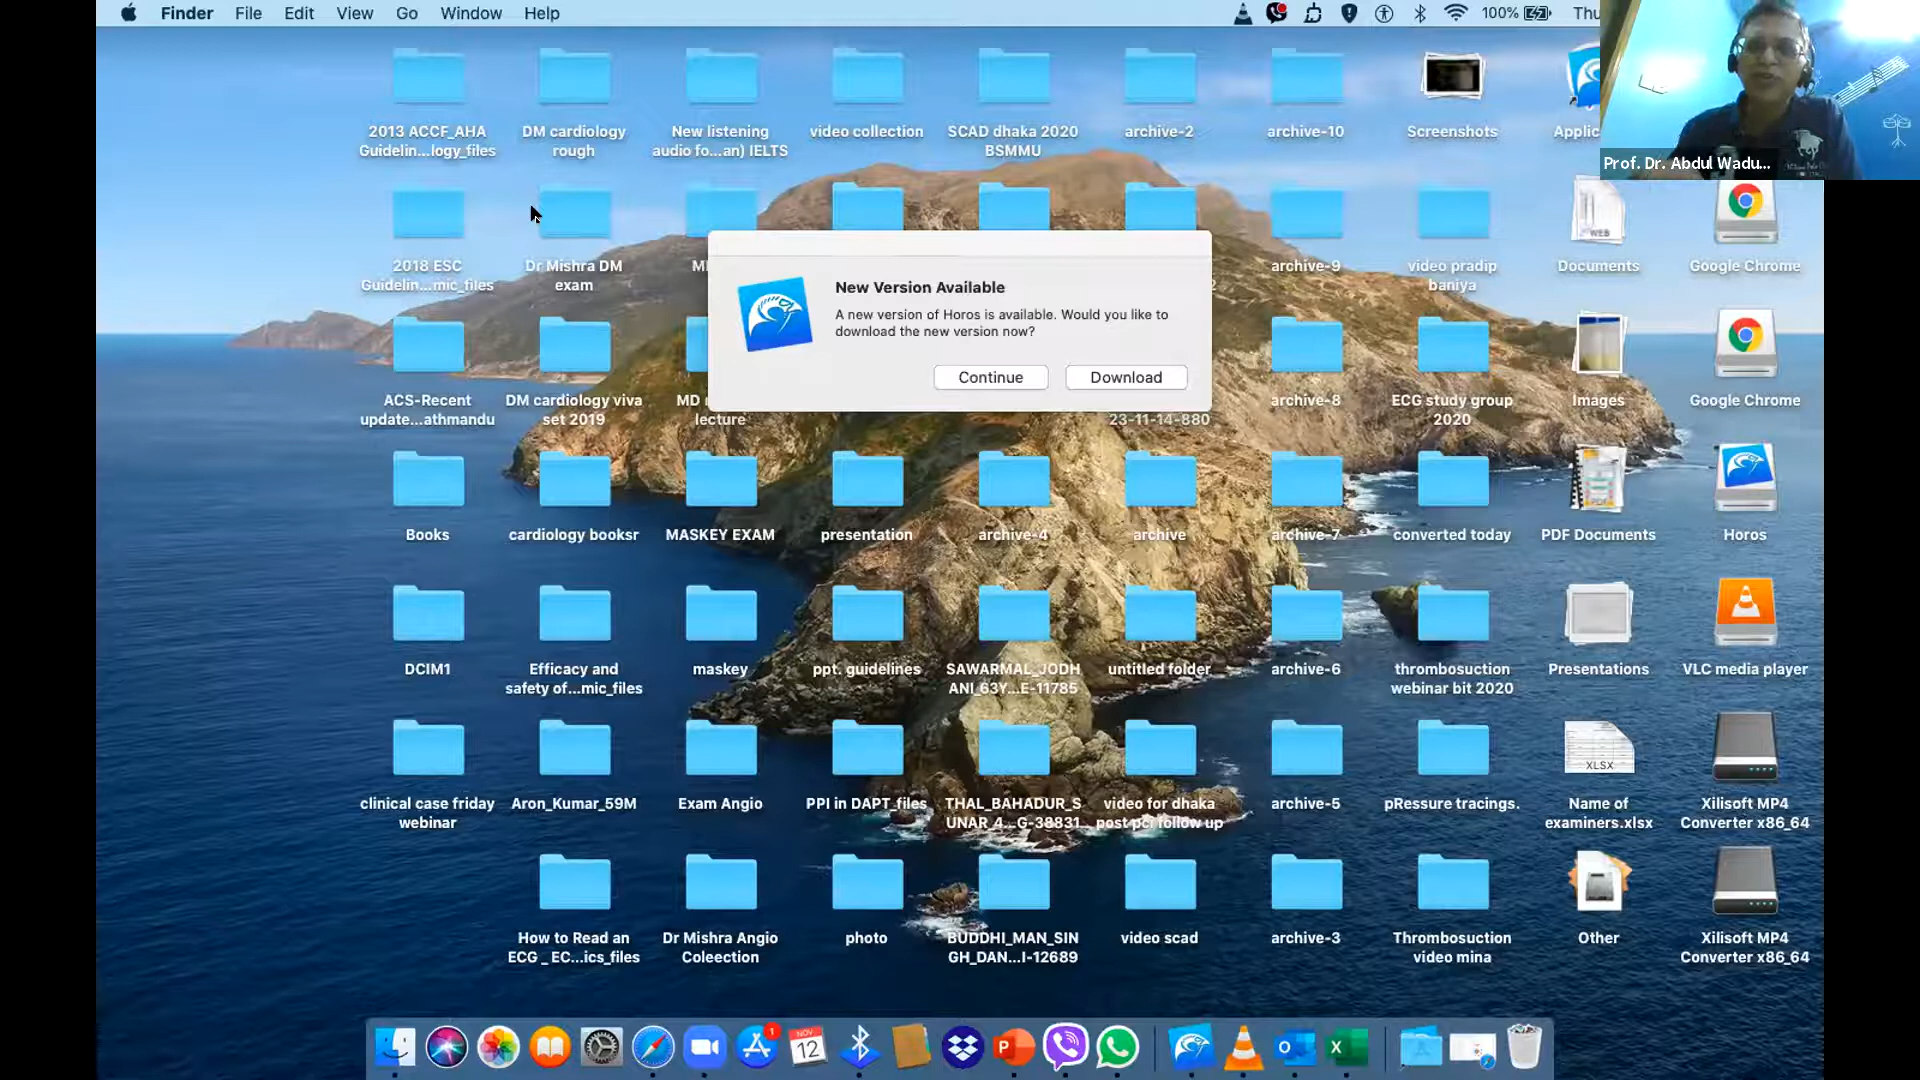 Finder File Edit View Go Window Help 100% Thu
Prof. Dr. Abdul Wadu...
2013 ACCF_AHA
Guidelin...logy_files
DM cardiology
rough
New listening
audio fo...an) IELTS
video collection
SCAD dhaka 2020
BSMMU
archive-2
archive-10
Screenshots
Applic
2018 ESC
Guidelin...mic_files
Dr Mishra DM
exam
archive-9
video pradip
baniya
WEB
Documents
Google Chrome
New Version Available
A new version of Horos is available. Would you like to
download the new version now?
Continue
Download
ACS-Recent
update...athmandu
DM cardiology viva
set 2019
MD
lecture
23-11-14-880
archive-8
ECG study group
2020
Images
Google Chrome
Books
cardiology booksr
MASKEY EXAM
presentation
archive-4
archive
archive-7
converted today
PDF Documents
Horos
DCIM1
Efficacy and
safety of...mic_files
maskey
ppt. guidelines
SAWARMAL_JODH
ANI_63Y...E-11785
untitled folder
archive-6
thrombosuction
webinar bit 2020
Presentations
VLC media player
clinical case friday
webinar
Aron_Kumar_59M
Exam Angio
PPI in DAPT_files
THAL_BAHADUR_S
UNAR_4...G-38831
video for dhaka
post pci follow up
archive-5
pRessure tracings.
XLSX
Name of
examiners.xlsx
Xilisoft MP4
Converter x86_64
How to Read an
ECG _ EC...ics_files
Dr Mishra Angio
Coleection
photo
BUDDHI_MAN_SIN
GH_DAN...I-12689
video scad
archive-3
Thrombosuction
video mina
Other
Xilisoft MP4
Converter x86_64
NOV
12
1